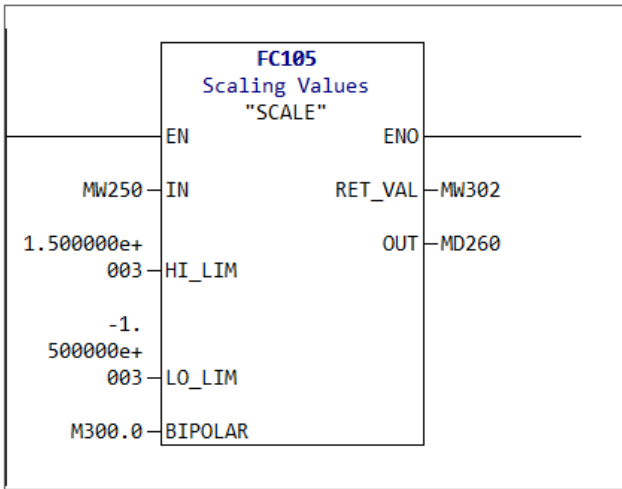 FC105
Scaling Values
"SCALE"
EN ENO
MW250 IN RET_VAL MW302
1.500000e+ OUT MD260
003 HI_LIM
-1.
500000e+
003 LO_LIM
M300.0 BIPOLAR